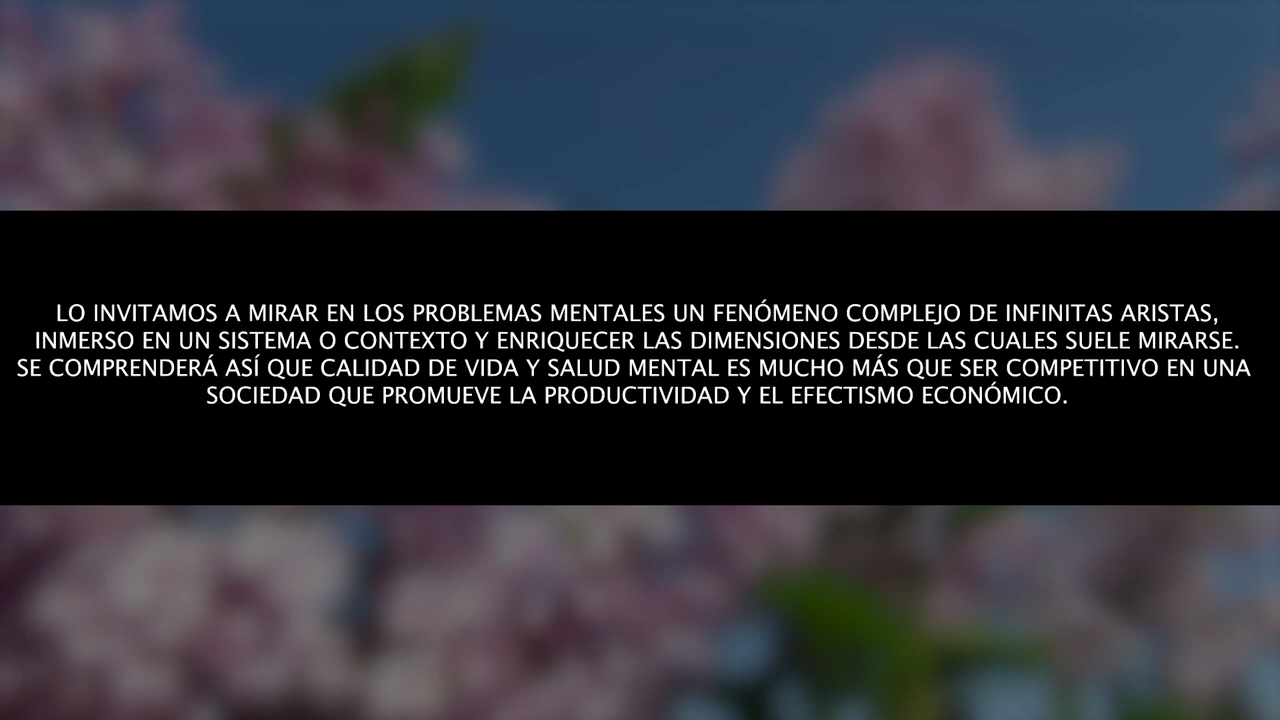 LO INVITAMOS A MIRAR EN LOS PROBLEMAS MENTALES UN FENÓMENO COMPLEJO DE INFINITAS ARISTAS,
INMERSO EN UN SISTEMA O CONTEXTO Y ENRIQUECER LAS DIMENSIONES DESDE LAS CUALES SUELE MIRARSE.
SE COMPRENDERÁ ASÍ QUE CALIDAD DE VIDA Y SALUD MENTAL ES MUCHO MÁS QUE SER COMPETITIVO EN UNA
SOCIEDAD QUE PROMUEVE LA PRODUCTIVIDAD Y EL EFECTISMO ECONÓMICO.